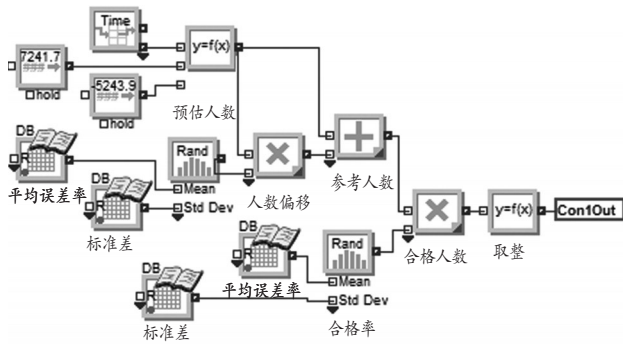 Time
7241.7
y=f(x)
hold
-5243.9
hold
预估人数
DB
R
平均误差率
Rand
Mean
Std Dev
R
标准差
人数偏移
参考人数
DB
R
平均误差率
Rand
Mean
Std Dev
合格率
DB
R
标准差
合格人数
y=f(x)
取整
Con1Out